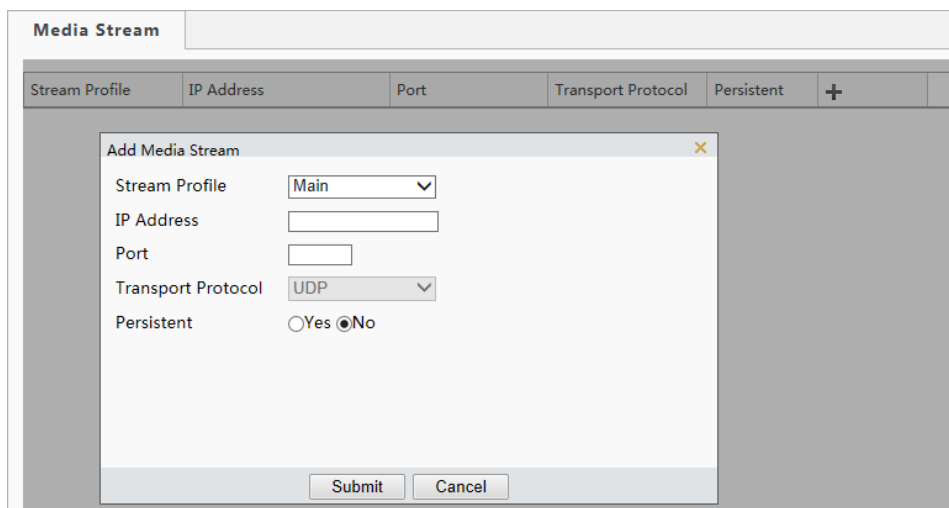 Media Stream
Stream Profile IP Address Port Transport Protocol Persistent +
Add Media Stream ×
Stream Profile Main
IP Address
Port
Transport Protocol UDP
Persistent Yes No
Submit Cancel